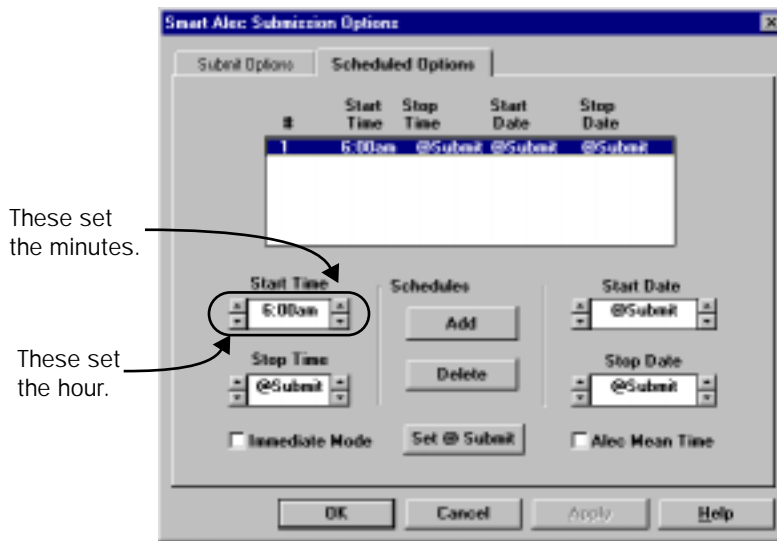 Smart Alec Submission Options
Submit Options
Scheduled Options
# Start Time Stop Time Start Date Stop Date
1 6:00am @Submit @Submit @Submit
These set
the minutes.
Start Time
Schedules
Start Date
6:00am
Add
@Submit
These set
the hour.
Stop Time
Delete
Stop Date
@Submit
@Submit
Immediate Mode
Set @ Submit
Alec Mean Time
OK
Cancel
Apply
Help